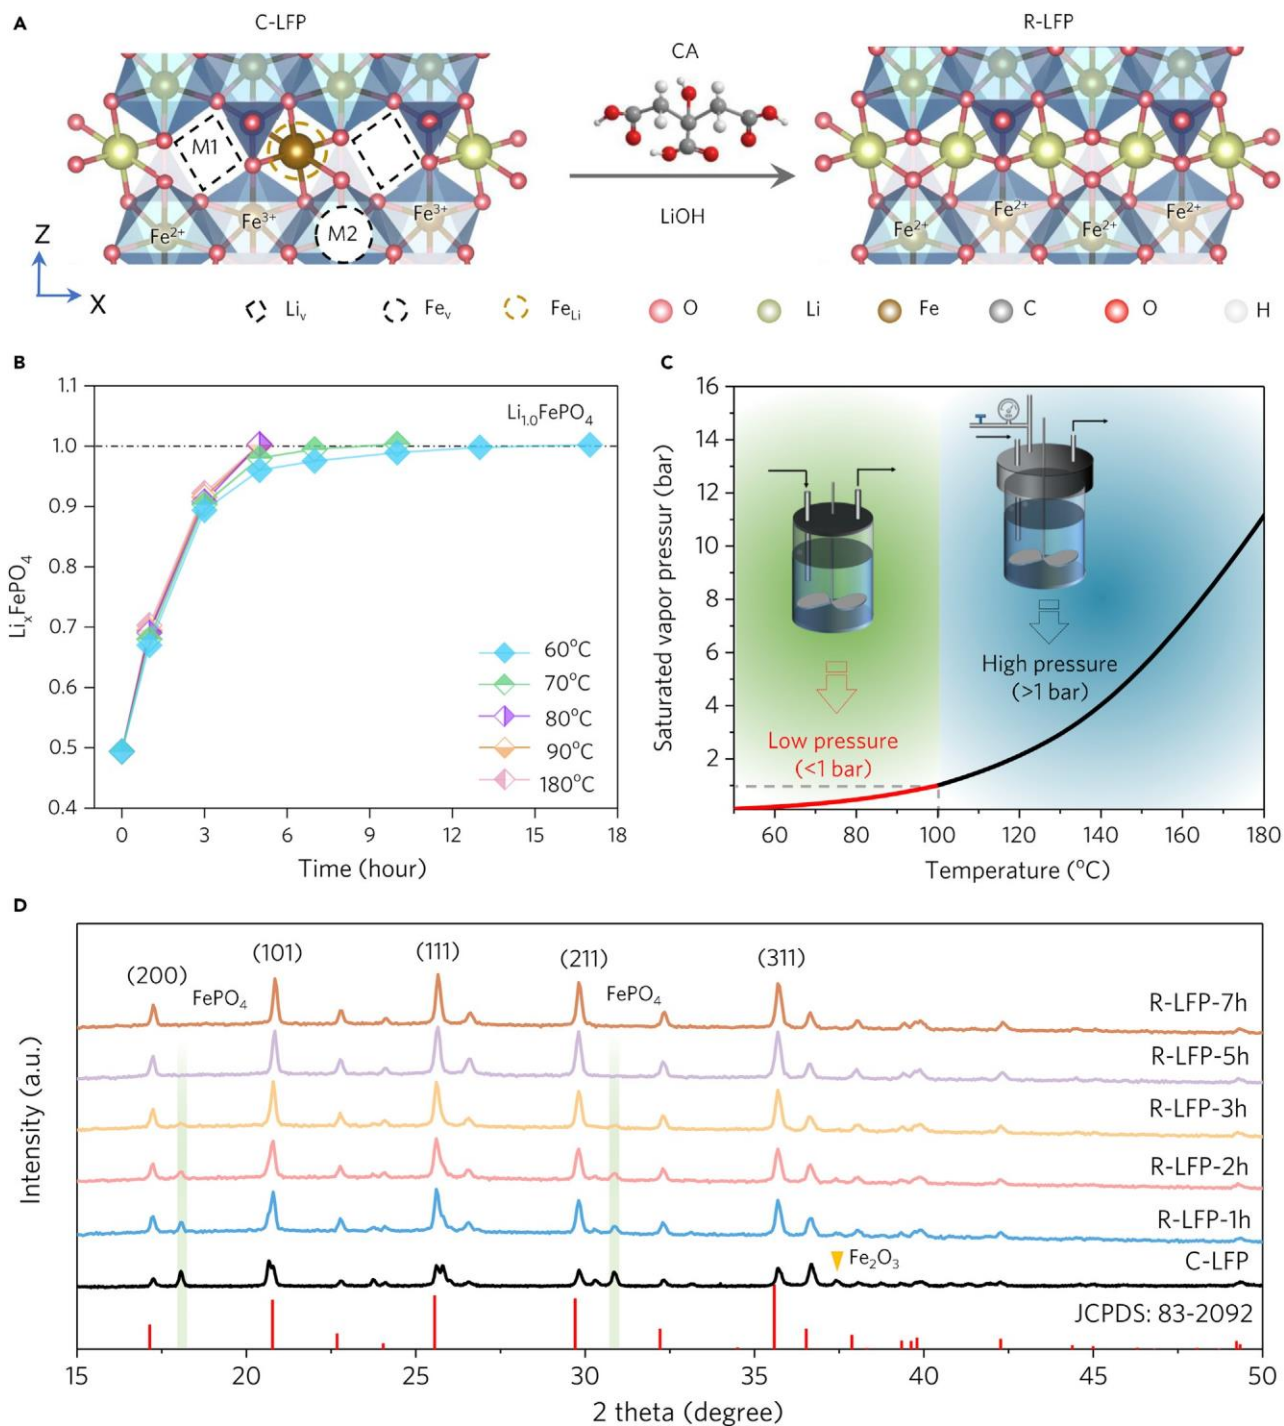 A
C-LFP
CA
R-LFP
M1
Fe³⁺
Fe³⁺
Fe²⁺
M2
LiOH
Fe²⁺
Fe²⁺
Fe²⁺
Fe²⁺
Z
X
Liᵥ
Feᵥ
Fe_Li
O
Li
Fe
C
O
H
B
1.1
1.0
0.9
0.8
0.7
0.6
0.5
0.4
LiₓFePO₄
Li₁.₀FePO₄
60°C
70°C
80°C
90°C
180°C
0 3 6 9 12 15 18
Time (hour)
C
16
14
12
10
8
6
4
2
Saturated vapor pressur (bar)
High pressure
(>1 bar)
Low pressure
(<1 bar)
60 80 100 120 140 160 180
Temperature (°C)
D
(200)
(101)
(111)
(211)
(311)
FePO₄
FePO₄
R-LFP-7h
R-LFP-5h
R-LFP-3h
R-LFP-2h
R-LFP-1h
Fe₂O₃
C-LFP
JCPDS: 83-2092
Intensity (a.u.)
15 20 25 30 35 40 45 50
2 theta (degree)